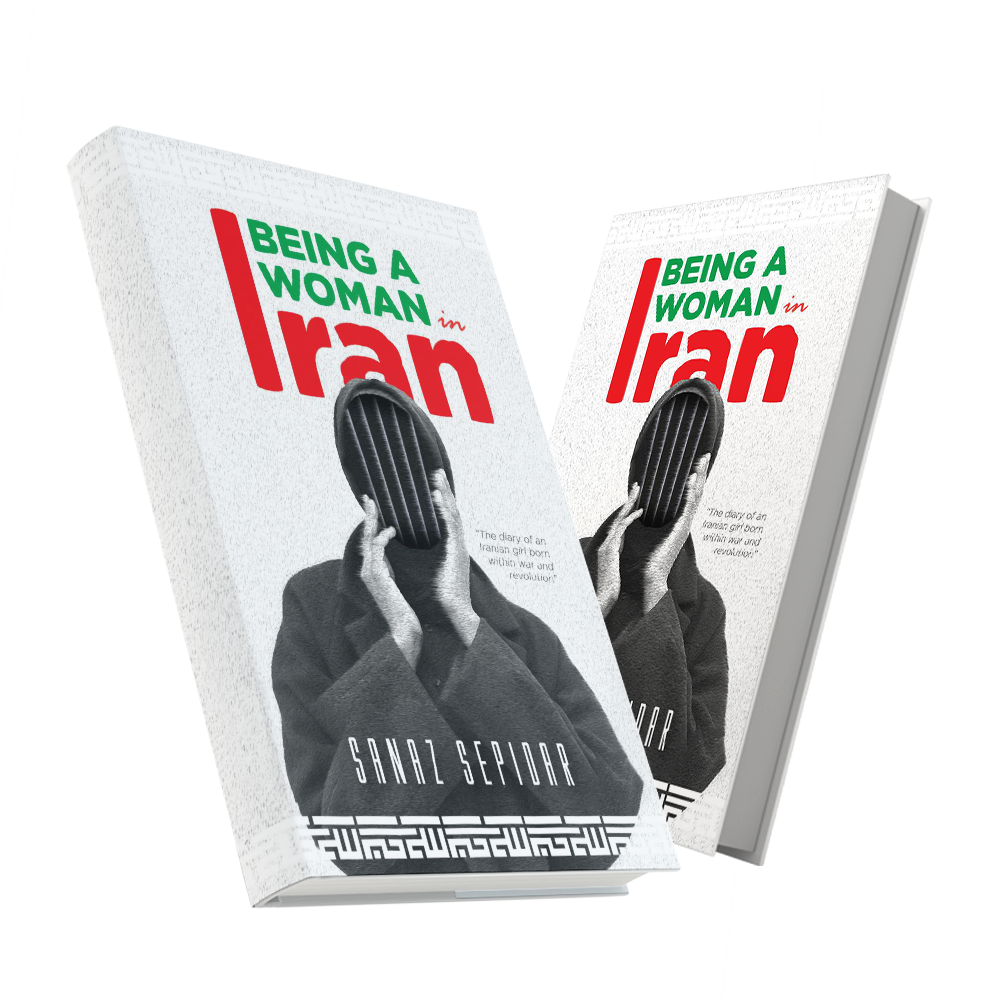 BEING A
WOMAN in
Iran
"The diary of an
Iranian girl born
within war and
revolution"
SANAZ SEPIDAR
BEING A
WOMAN in
Iran
"The diary of an
Iranian girl born
within war and
revolution"
DAR